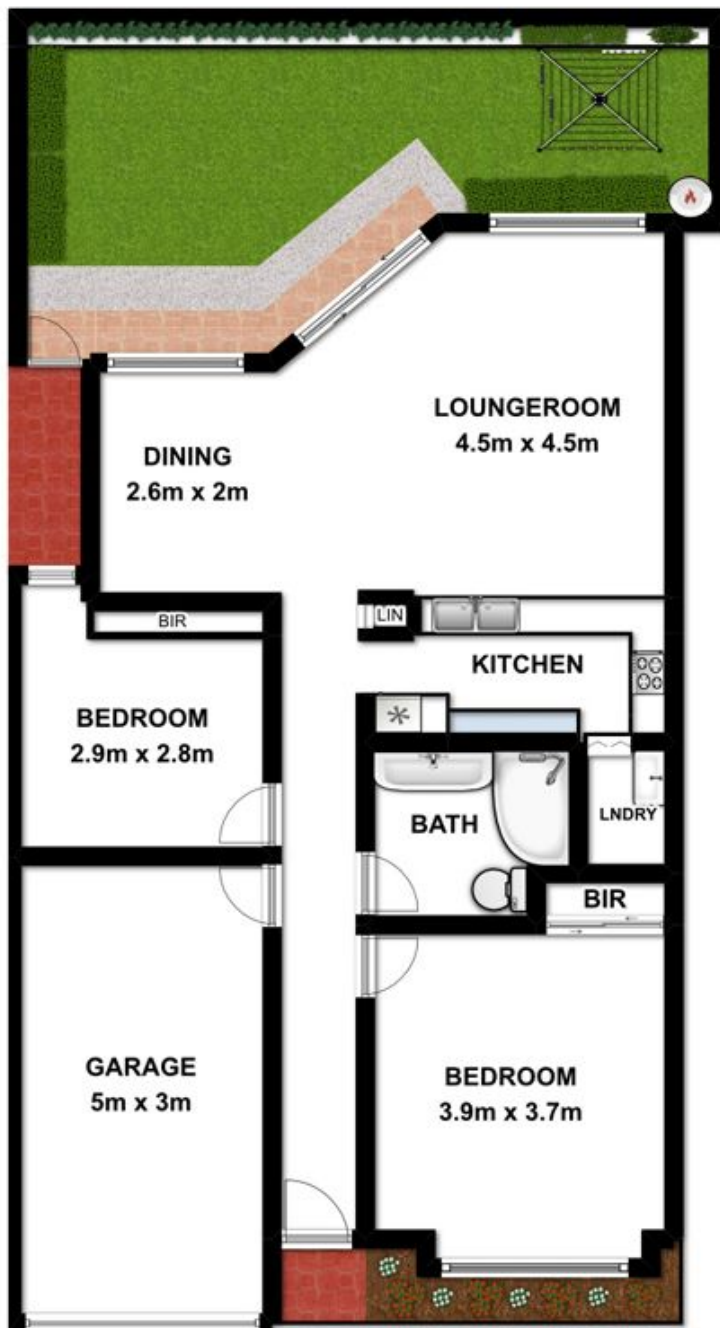 LOUNGEROOM
4.5m x 4.5m
DINING
2.6m x 2m
LIN
BIR
KITCHEN
BEDROOM
2.9m x 2.8m
BATH
LNDRY
BIR
GARAGE
5m x 3m
BEDROOM
3.9m x 3.7m